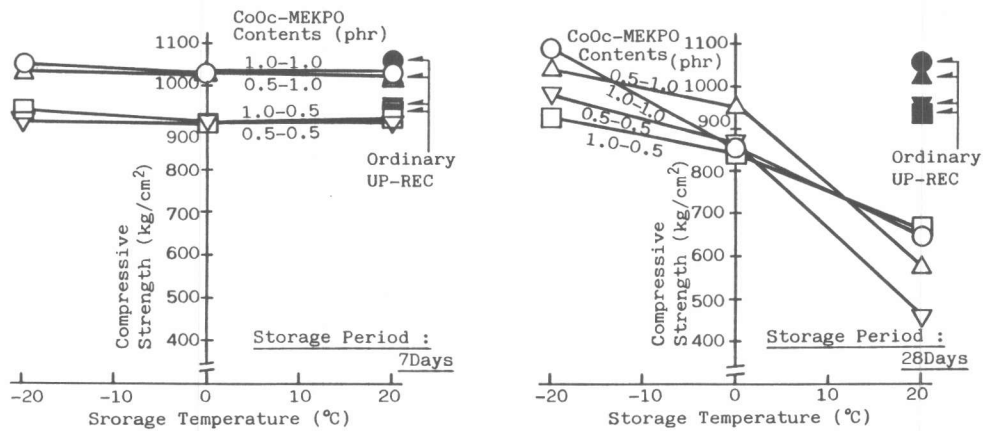 CoOc-MEKPO
Contents (phr)
1100
1.0-1.0
1000
0.5-1.0
1.0-0.5
900
0.5-0.5
800
700
600
500
400
Compressive
Strength (kg/cm²)
Ordinary
UP-REC
Storage Period :
7Days
-20
-10
0
10
20
Srorage Temperature (°C)
CoOc-MEKPO
Contents
(phr)
1100
0.5-1.0
1000
1.0-1.0
900
0.5-0.5
1.0-0.5
800
700
600
500
400
Compressive
Strength (kg/cm²)
Ordinary
UP-REC
Storage Period :
28Days
-20
-10
0
10
20
Storage Temperature (°C)